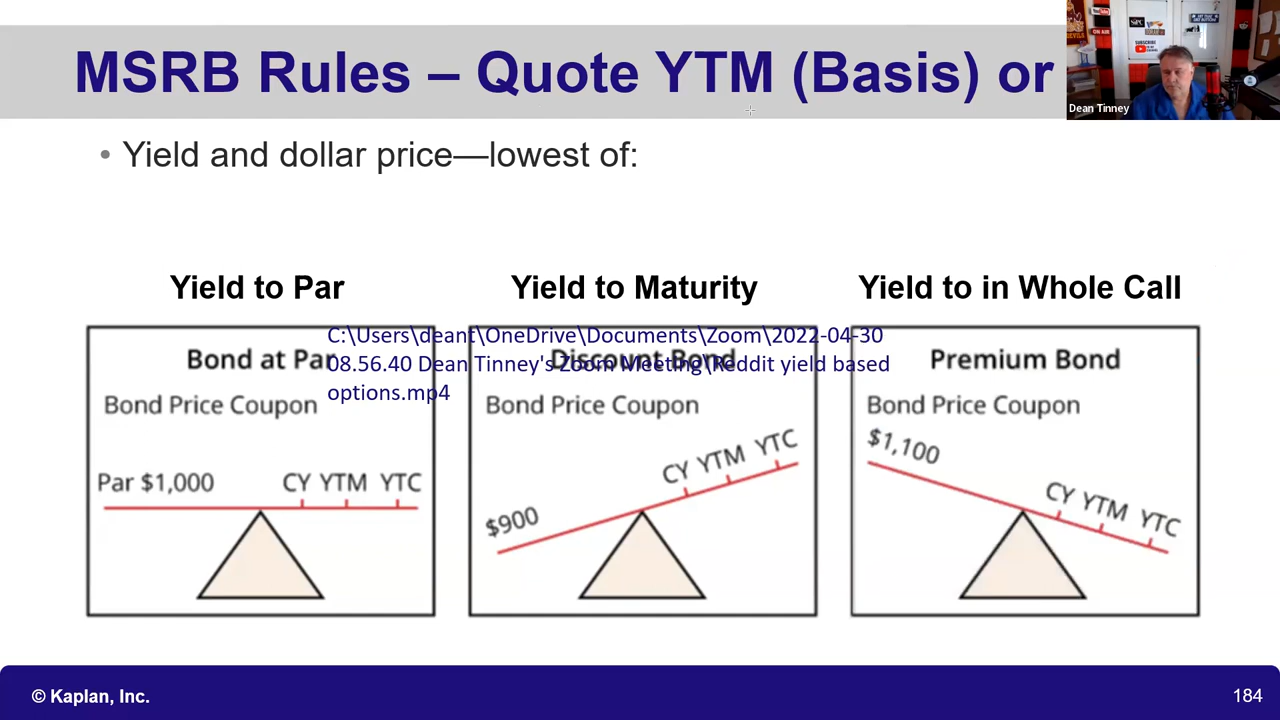 MSRB Rules – Quote YTM (Basis) or
Dean Tinney
• Yield and dollar price—lowest of:
Yield to Par
Yield to Maturity
Yield to in Whole Call
C:\Users\deant\OneDrive\Documents\Zoom\2022-04-30
08.56.40 Dean Tinney's Zoom Meeting\Reddit yield based
options.mp4
Bond at Par
Bond Price Coupon
Par $1,000
CY YTM YTC
Discount Bond
Bond Price Coupon
$900
CY YTM YTC
Premium Bond
Bond Price Coupon
$1,100
CY YTM YTC
© Kaplan, Inc.
184